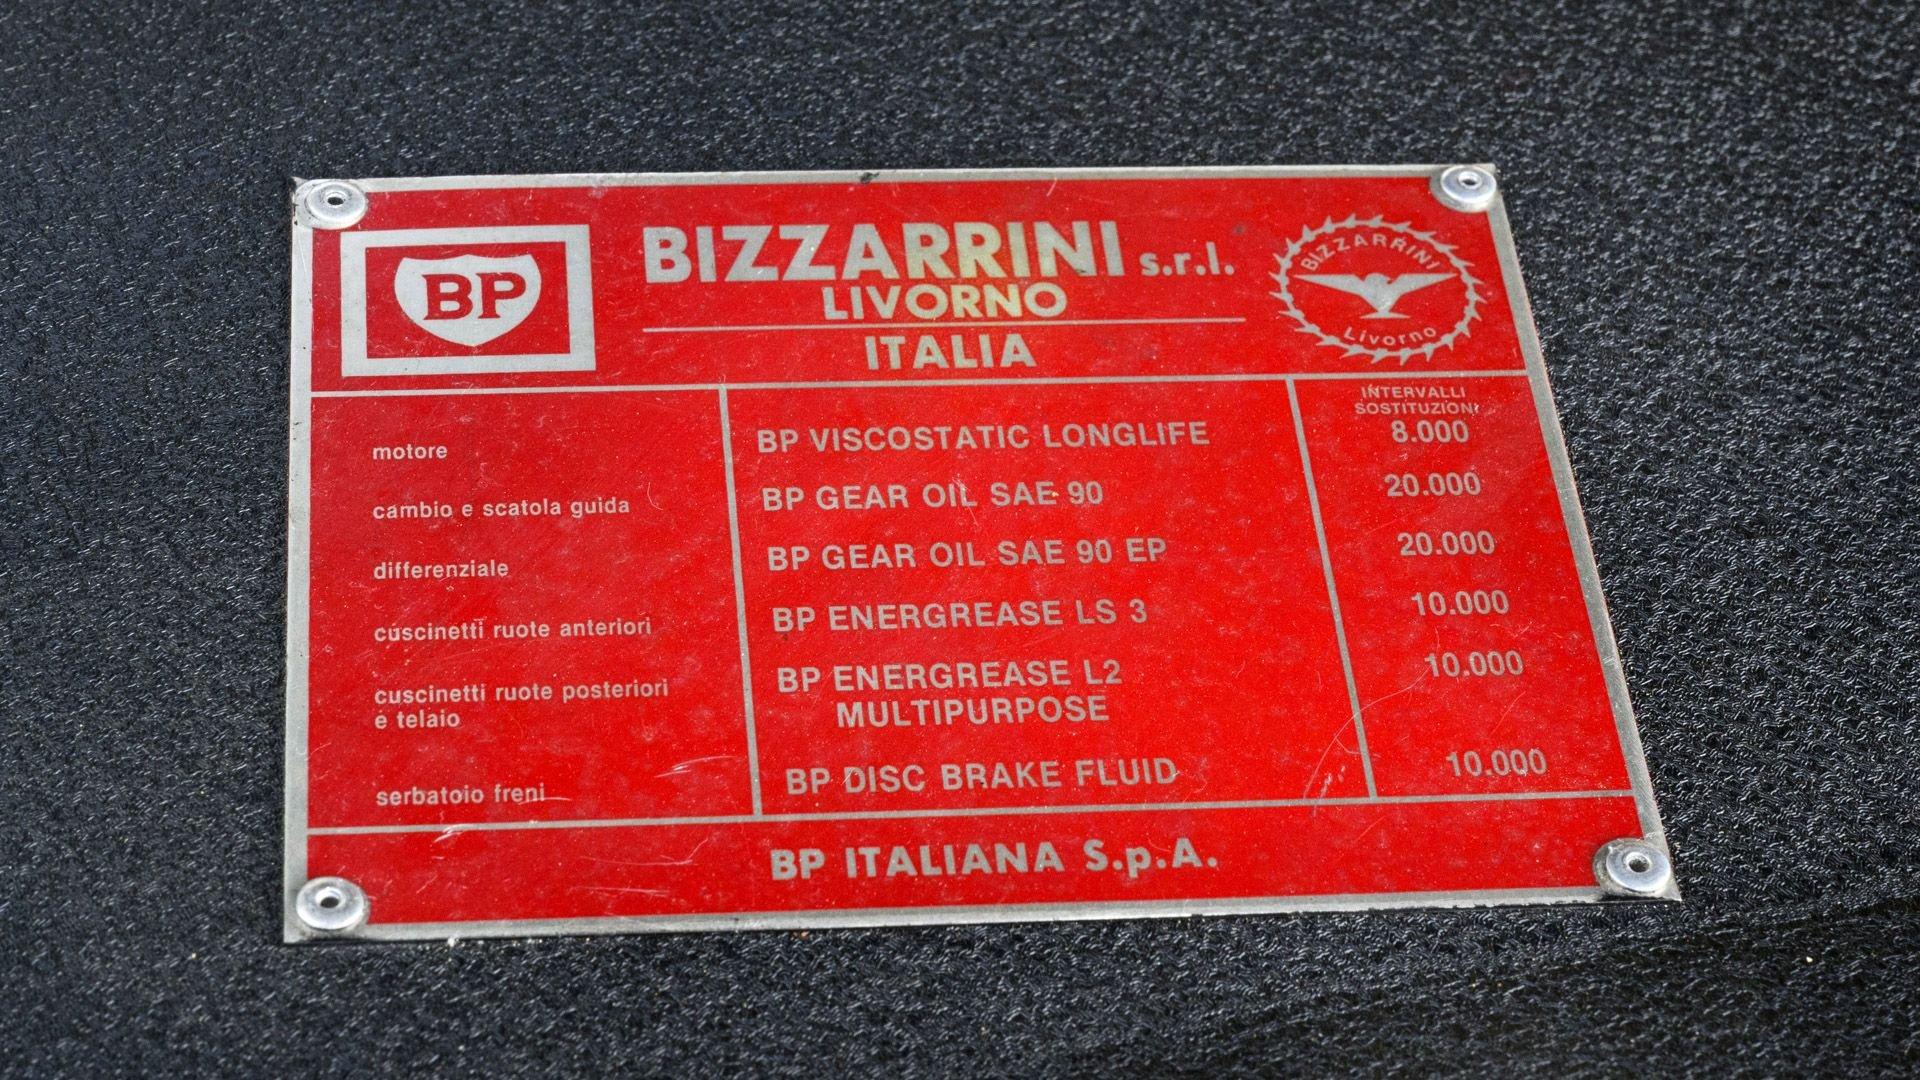 BP
BIZZARRINI s.r.l.
LIVORNO
ITALIA
BIZZARRINI
Livorno
INTERVALLI
SOSTITUZIONI
motore BP VISCOSTATIC LONGLIFE 8.000
cambio e scatola guida BP GEAR OIL SAE 90 20.000
differenziale BP GEAR OIL SAE 90 EP 20.000
cuscinetti ruote anteriori BP ENERGREASE LS 3 10.000
cuscinetti ruote posteriori BP ENERGREASE L2 10.000
e telaio MULTIPURPOSE
serbatoio freni BP DISC BRAKE FLUID 10.000
BP ITALIANA S.p.A.